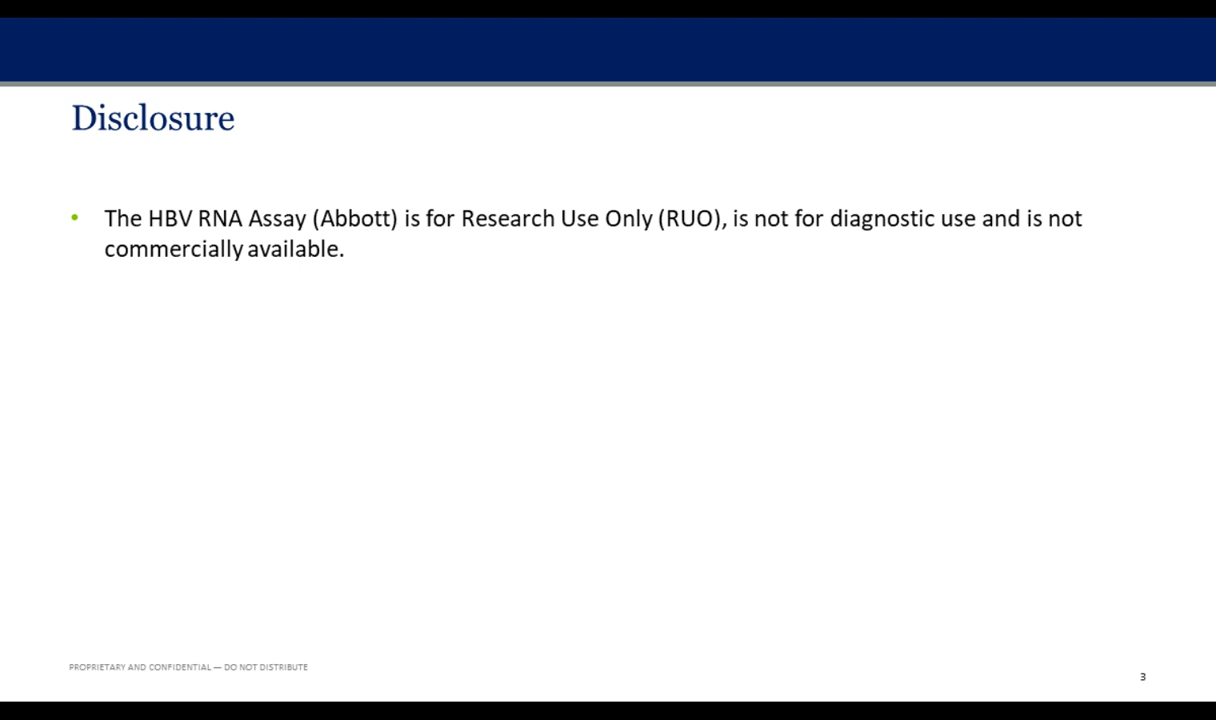 Disclosure
• The HBV RNA Assay (Abbott) is for Research Use Only (RUO), is not for diagnostic use and is not
commercially available.
PROPRIETARY AND CONFIDENTIAL — DO NOT DISTRIBUTE
3